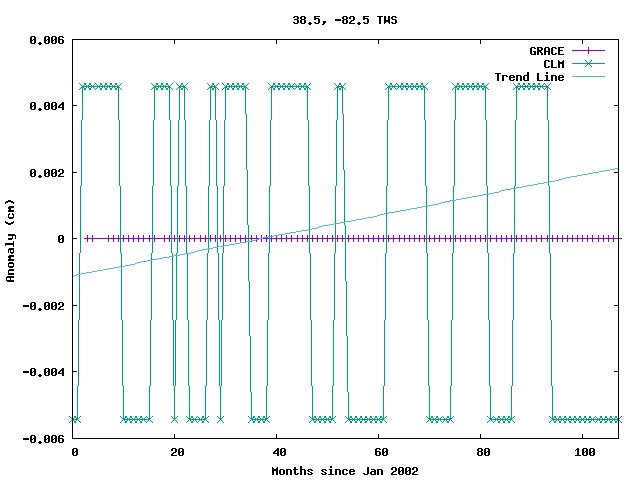 38.5, -82.5 TWS
GRACE
CLM
Trend Line
0.006
0.004
0.002
0
-0.002
-0.004
-0.006
Anomaly (cm)
0 20 40 60 80 100
Months since Jan 2002